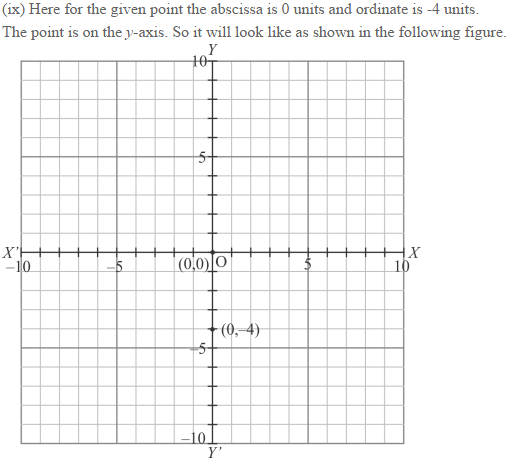 (ix) Here for the given point the abscissa is 0 units and ordinate is -4 units.
The point is on the y-axis. So it will look like as shown in the following figure.
Y
10
5
X' X
−10 −5 (0,0) O 5 10
(0,−4)
−5
−10
Y'